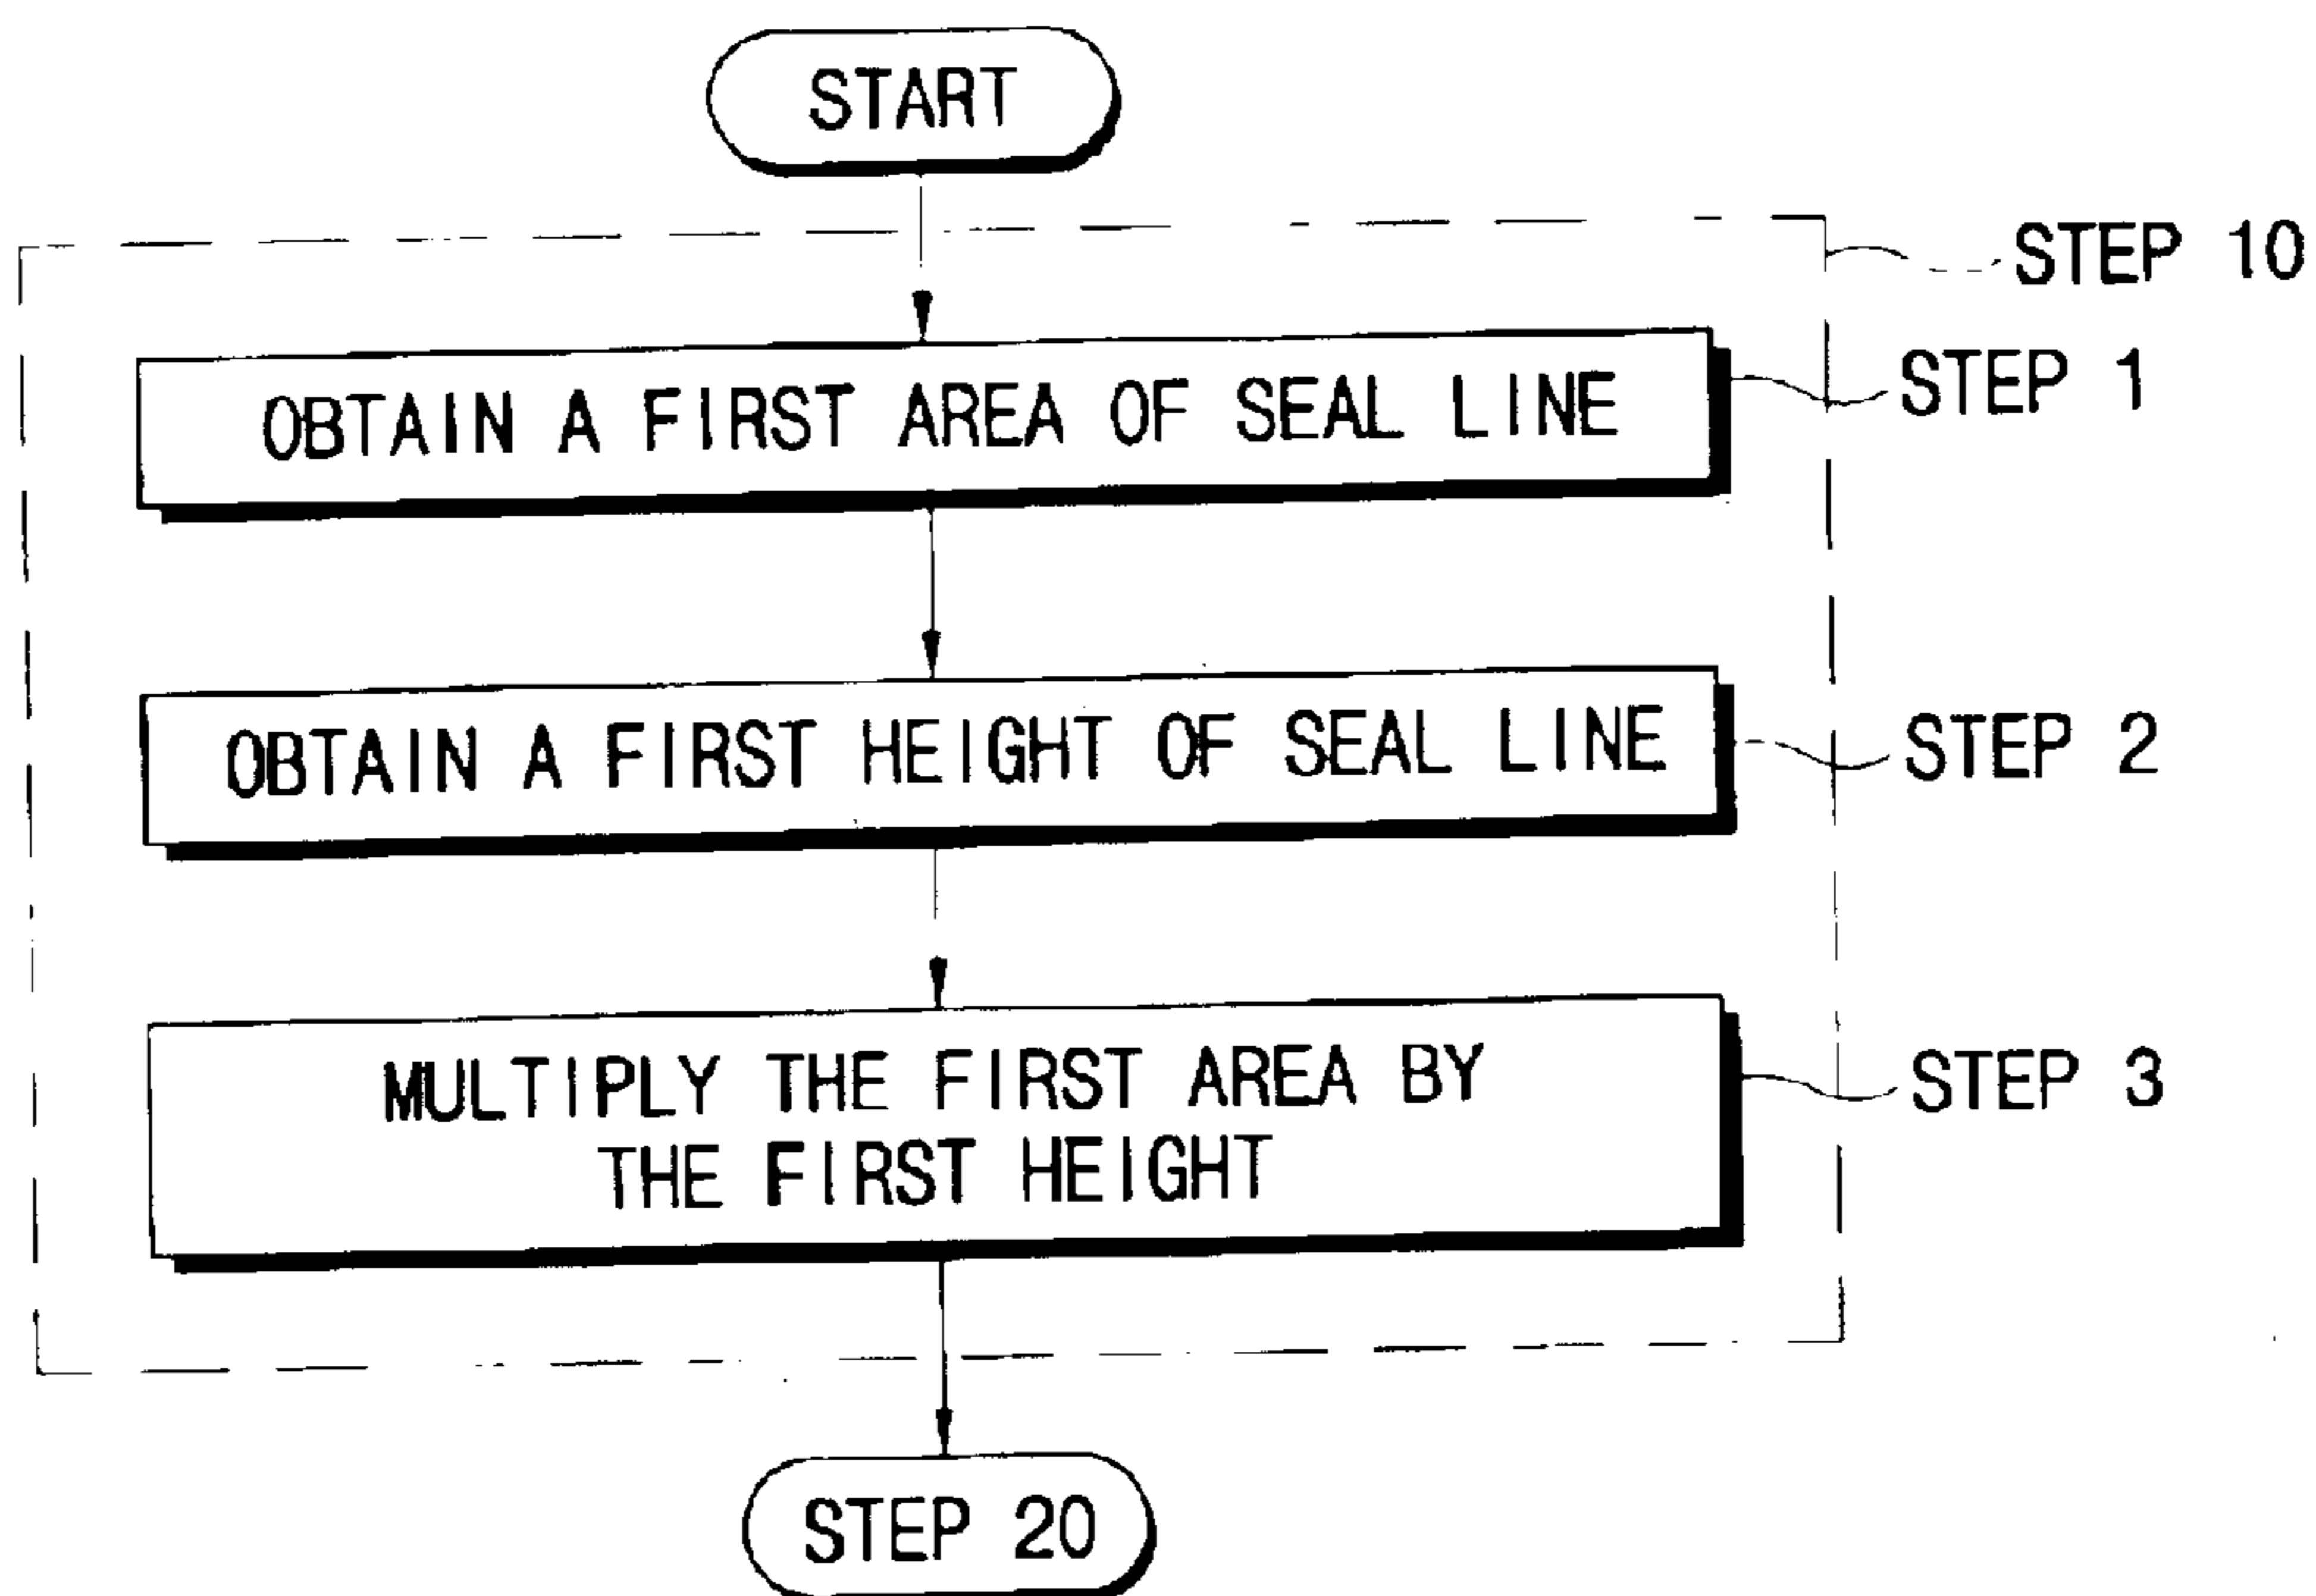 START
STEP 10
OBTAIN A FIRST AREA OF SEAL LINE
STEP 1
OBTAIN A FIRST HEIGHT OF SEAL LINE
STEP 2
MULTIPLY THE FIRST AREA BY
THE FIRST HEIGHT
STEP 3
STEP 20